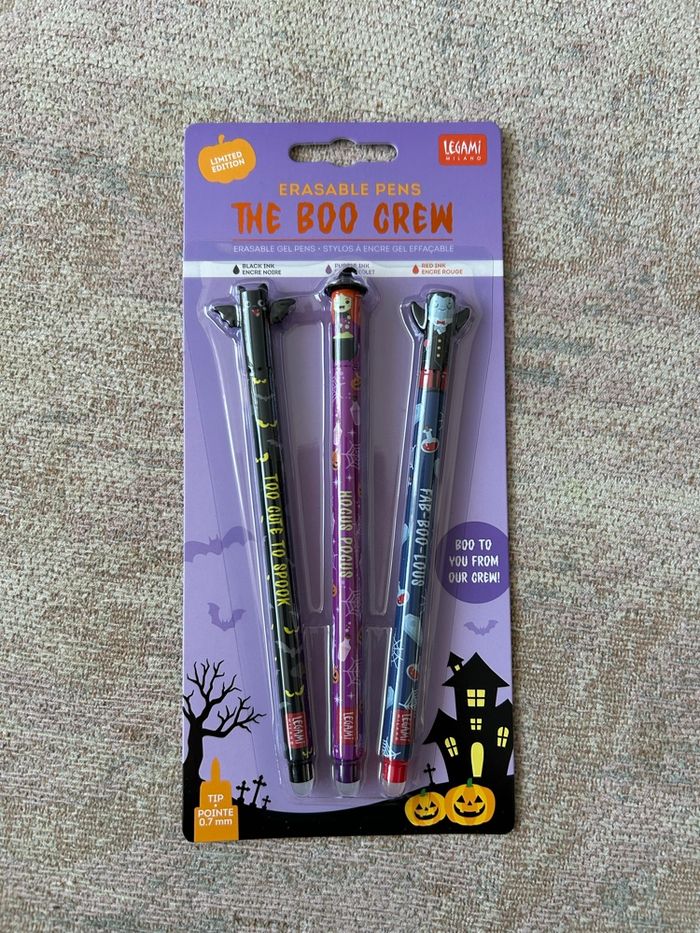 LIMITED
EDITION
LEGAMI
MILANO
ERASABLE PENS
THE BOO CREW
ERASABLE GEL PENS • STYLOS À ENCRE GEL EFFAÇABLE
BLACK INK
ENCRE NOIRE
INK
RED INK
ENCRE ROUGE
TOO CUTE TO SPOOK
HOCUS POCUS
FAB-BOO-LOUS
BOO TO
YOU FROM
OUR CREW!
LEGAMI
LEGAMI
LEGAMI
TIP •
POINTE
0.7 mm